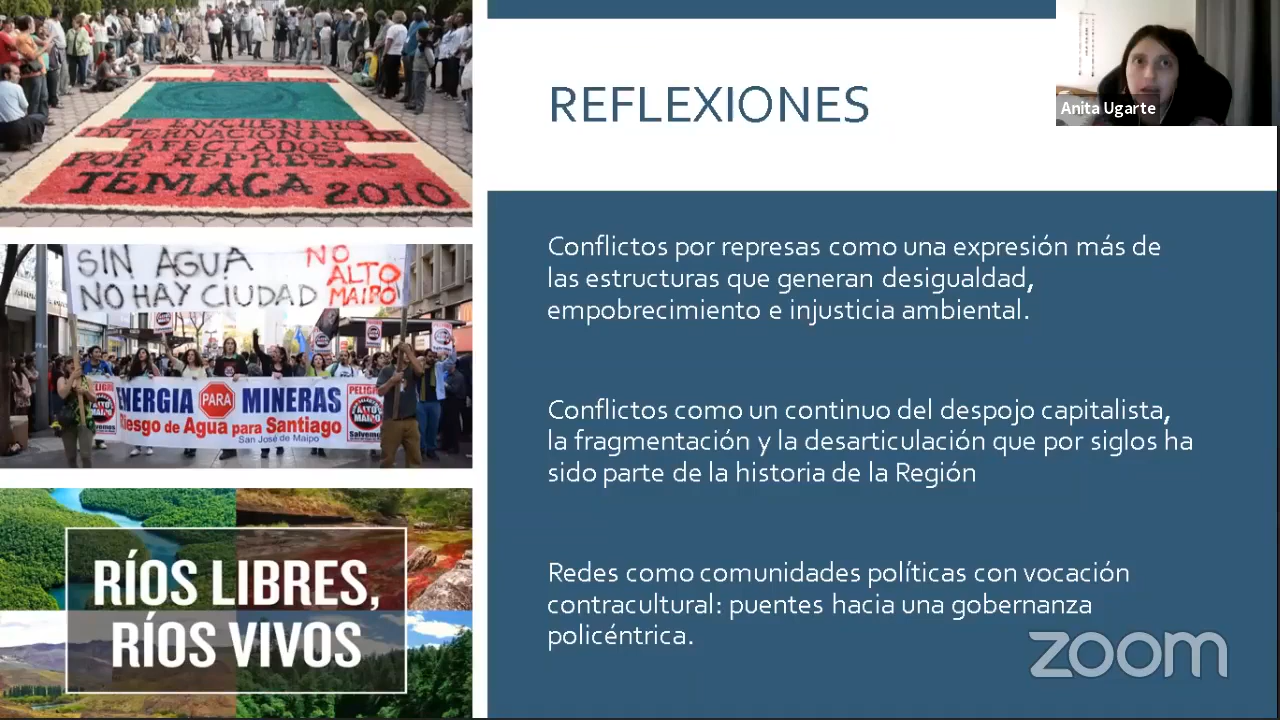 ENCUENTRO
INTERNACIONAL DE
AFECTADOS
POR REPRESAS
TEMACA 2010
SIN AGUA
NO HAY CIUDAD
NO
ALTO
MAIPO
ENERGIA PARA MINERAS
Riesgo de Agua para Santiago
San José de Maipo
RÍOS LIBRES,
RÍOS VIVOS
REFLEXIONES
Anita Ugarte
Conflictos por represas como una expresión más de
las estructuras que generan desigualdad,
empobrecimiento e injusticia ambiental.
Conflictos como un continuo del despojo capitalista,
la fragmentación y la desarticulación que por siglos ha
sido parte de la historia de la Región
Redes como comunidades políticas con vocación
contracultural: puentes hacia una gobernanza
policéntrica.
zoom